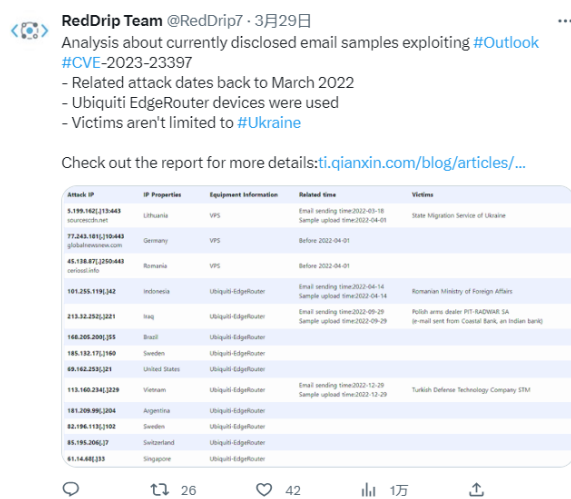 RedDrip Team @RedDrip7 · 3月29日
Analysis about currently disclosed email samples exploiting #Outlook
#CVE-2023-23397
- Related attack dates back to March 2022
- Ubiquiti EdgeRouter devices were used
- Victims aren't limited to #Ukraine
Check out the report for more details:ti.qianxin.com/blog/articles/...
Attack IP IP Properties Equipment Information Related time Victims
5.199.162[.]13:443 Lithuania VPS Email sending time:2022-03-18 State Migration Service of Ukraine
sourcescdn.net Sample upload time:2022-04-01
77.243.181[.]10:443 Germany VPS Before 2022-04-01
globalnewsnew.com
45.138.87[.]250:443 Romania VPS Before 2022-04-01
ceriossl.info
101.255.119[.]42 Indonesia Ubiquiti-EdgeRouter Email sending time:2022-04-14 Romanian Ministry of Foreign Affairs
Sample upload time:2022-04-14
213.32.252[.]221 Iraq Ubiquiti-EdgeRouter Email sending time:2022-09-29 Polish arms dealer PIT-RADWAR SA
Sample upload time:2022-09-29 (e-mail sent from Coastal Bank, an Indian bank)
168.205.200[.]55 Brazil Ubiquiti-EdgeRouter
185.132.17[.]160 Sweden Ubiquiti-EdgeRouter
69.162.253[.]21 United States Ubiquiti-EdgeRouter
113.160.234[.]229 Vietnam Ubiquiti-EdgeRouter Email sending time:2022-12-29 Turkish Defense Technology Company STM
Sample upload time:2022-12-29
181.209.99[.]204 Argentina Ubiquiti-EdgeRouter
82.196.113[.]102 Sweden Ubiquiti-EdgeRouter
85.195.206[.]7 Switzerland Ubiquiti-EdgeRouter
61.14.68[.]33 Singapore Ubiquiti-EdgeRouter
26 42 1万